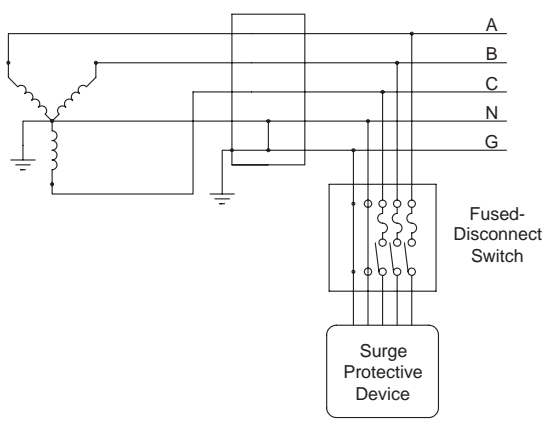 A
B
C
N
G
Fused-
Disconnect
Switch
Surge
Protective
Device